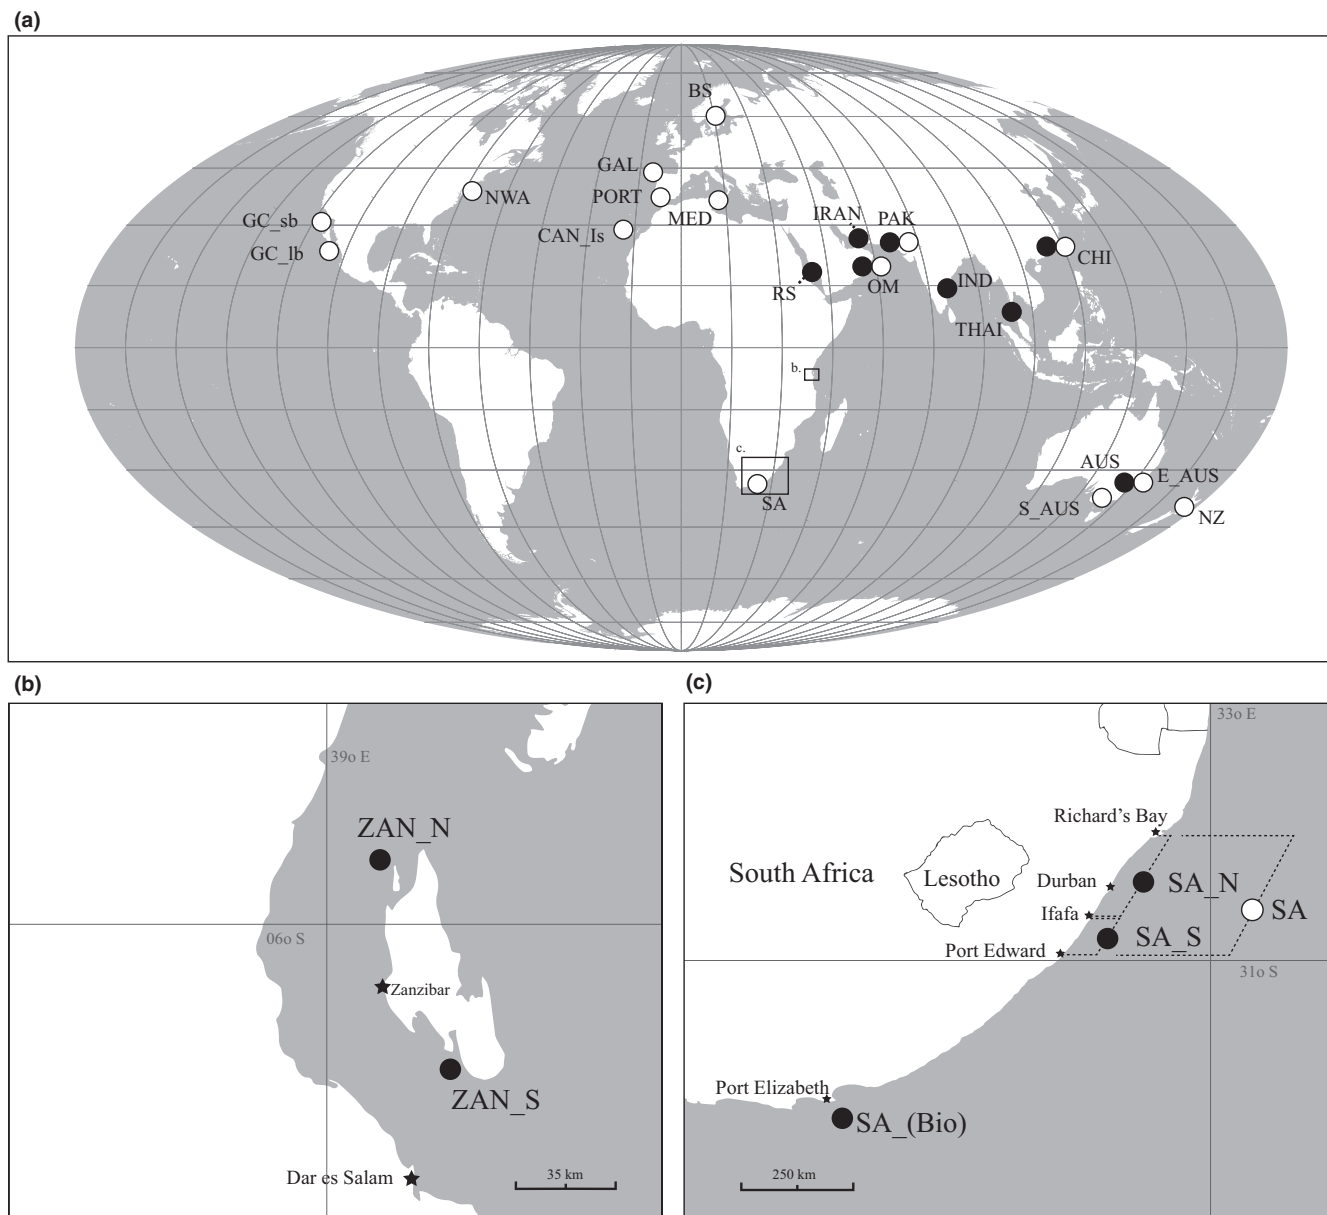 (a)
BS
GAL
NWA
PORT
MED
IRAN
PAK
GC_sb
CAN_Is
GC_lb
CHI
RS
OM
IND
THAI
b.
c.
AUS
E_AUS
SA
S_AUS
NZ
(b)
39o E
ZAN_N
06o S
Zanzibar
ZAN_S
Dar es Salam
35 km
(c)
33o E
Richard's Bay
South Africa
Lesotho
Durban
SA_N
Ifafa
SA
SA_S
Port Edward
31o S
Port Elizabeth
SA_(Bio)
250 km